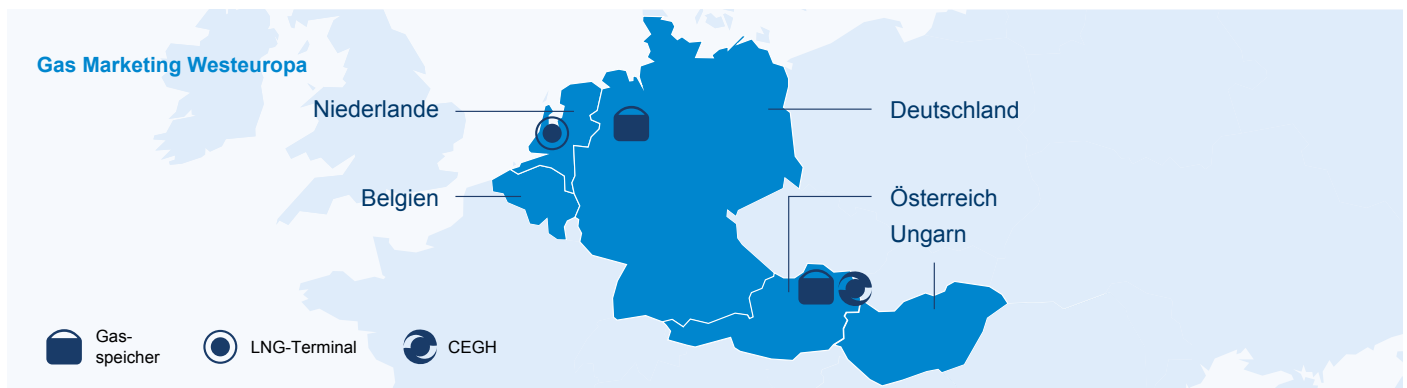 Gas Marketing Westeuropa
Niederlande
Deutschland
Belgien
Österreich
Ungarn
Gas-
speicher
LNG-Terminal
CEGH